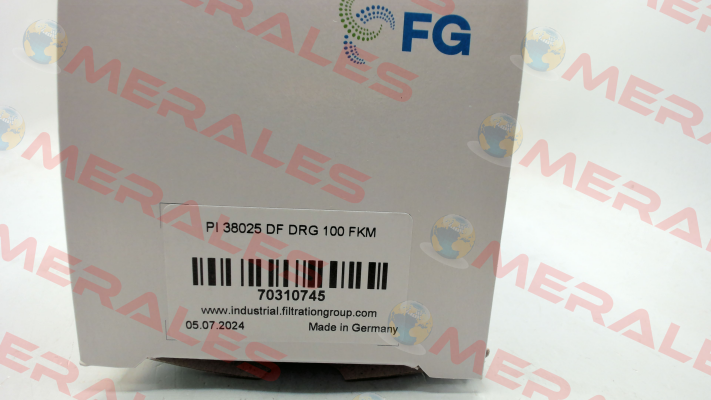 FG
PI 38025 DF DRG 100 FKM
70310745
www.industrial.filtrationgroup.com
05.07.2024 Made in Germany
MERALES
MERALES
MERALES
MERALES
MERALES
MERALES